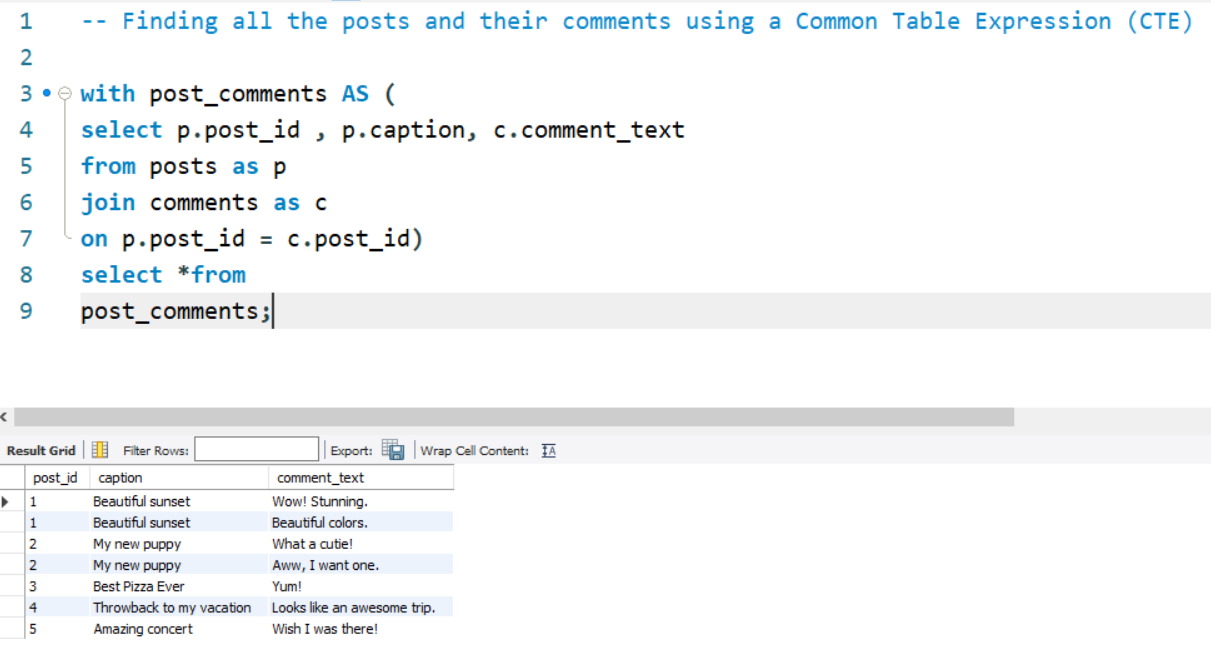 1 -- Finding all the posts and their comments using a Common Table Expression (CTE)
2
3 with post_comments AS (
4 select p.post_id , p.caption, c.comment_text
5 from posts as p
6 join comments as c
7 on p.post_id = c.post_id)
8 select *from
9 post_comments;
Result Grid Filter Rows: Export: Wrap Cell Content: IA
post_id caption comment_text
1 Beautiful sunset Wow! Stunning.
1 Beautiful sunset Beautiful colors.
2 My new puppy What a cutie!
2 My new puppy Aww, I want one.
3 Best Pizza Ever Yum!
4 Throwback to my vacation Looks like an awesome trip.
5 Amazing concert Wish I was there!